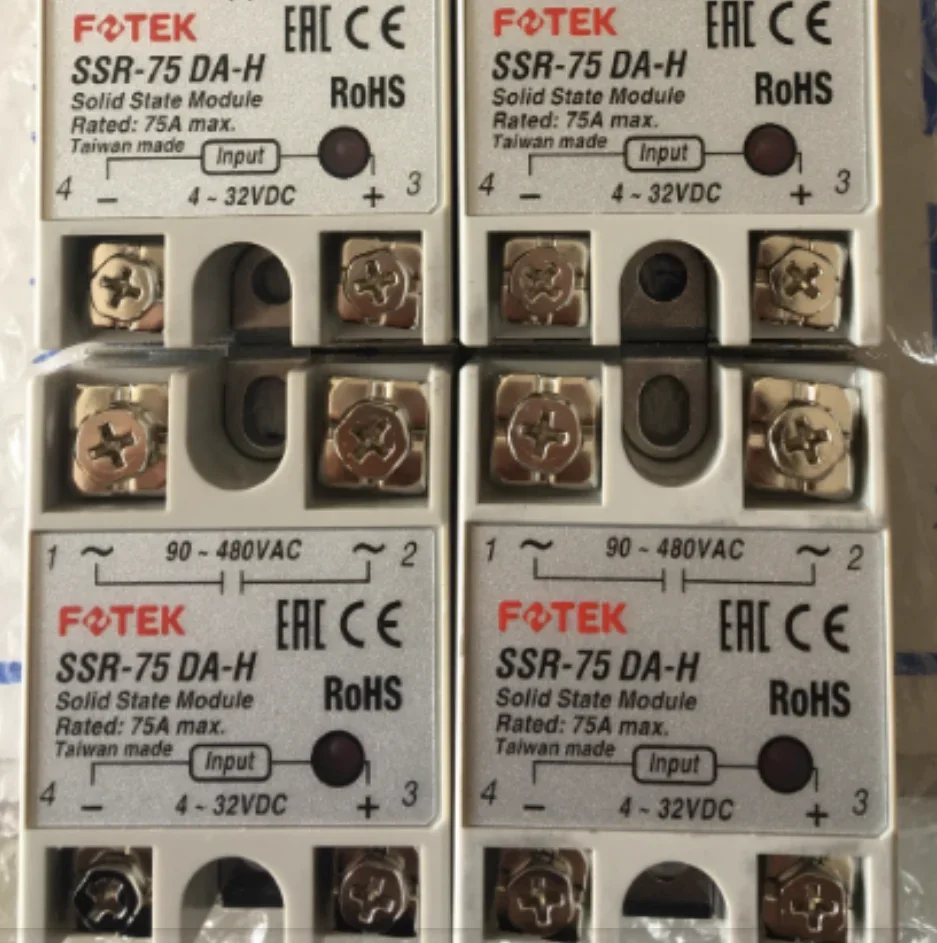 FOTEK EAC CE
SSR-75 DA-H
Solid State Module RoHS
Rated: 75A max.
Taiwan made Input
4 − 4 ~ 32VDC + 3
FOTEK EAC CE
SSR-75 DA-H
Solid State Module RoHS
Rated: 75A max.
Taiwan made Input
4 − 4 ~ 32VDC + 3
1 ~ 90 ~ 480VAC ~ 2
FOTEK EAC CE
SSR-75 DA-H
Solid State Module RoHS
Rated: 75A max.
Taiwan made Input
4 − 4 ~ 32VDC + 3
1 ~ 90 ~ 480VAC ~ 2
FOTEK EAC CE
SSR-75 DA-H
Solid State Module RoHS
Rated: 75A max.
Taiwan made Input
4 − 4 ~ 32VDC + 3